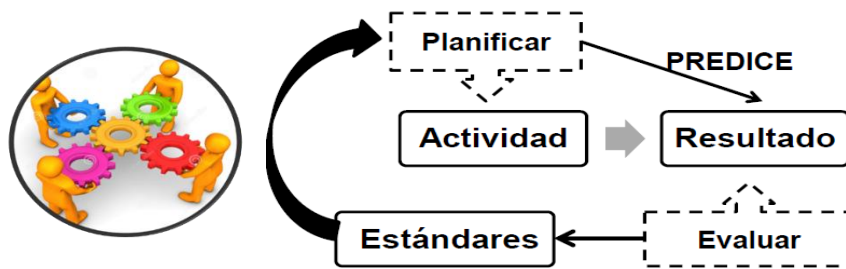 Planificar
PREDICE
Actividad
Resultado
Estándares
Evaluar